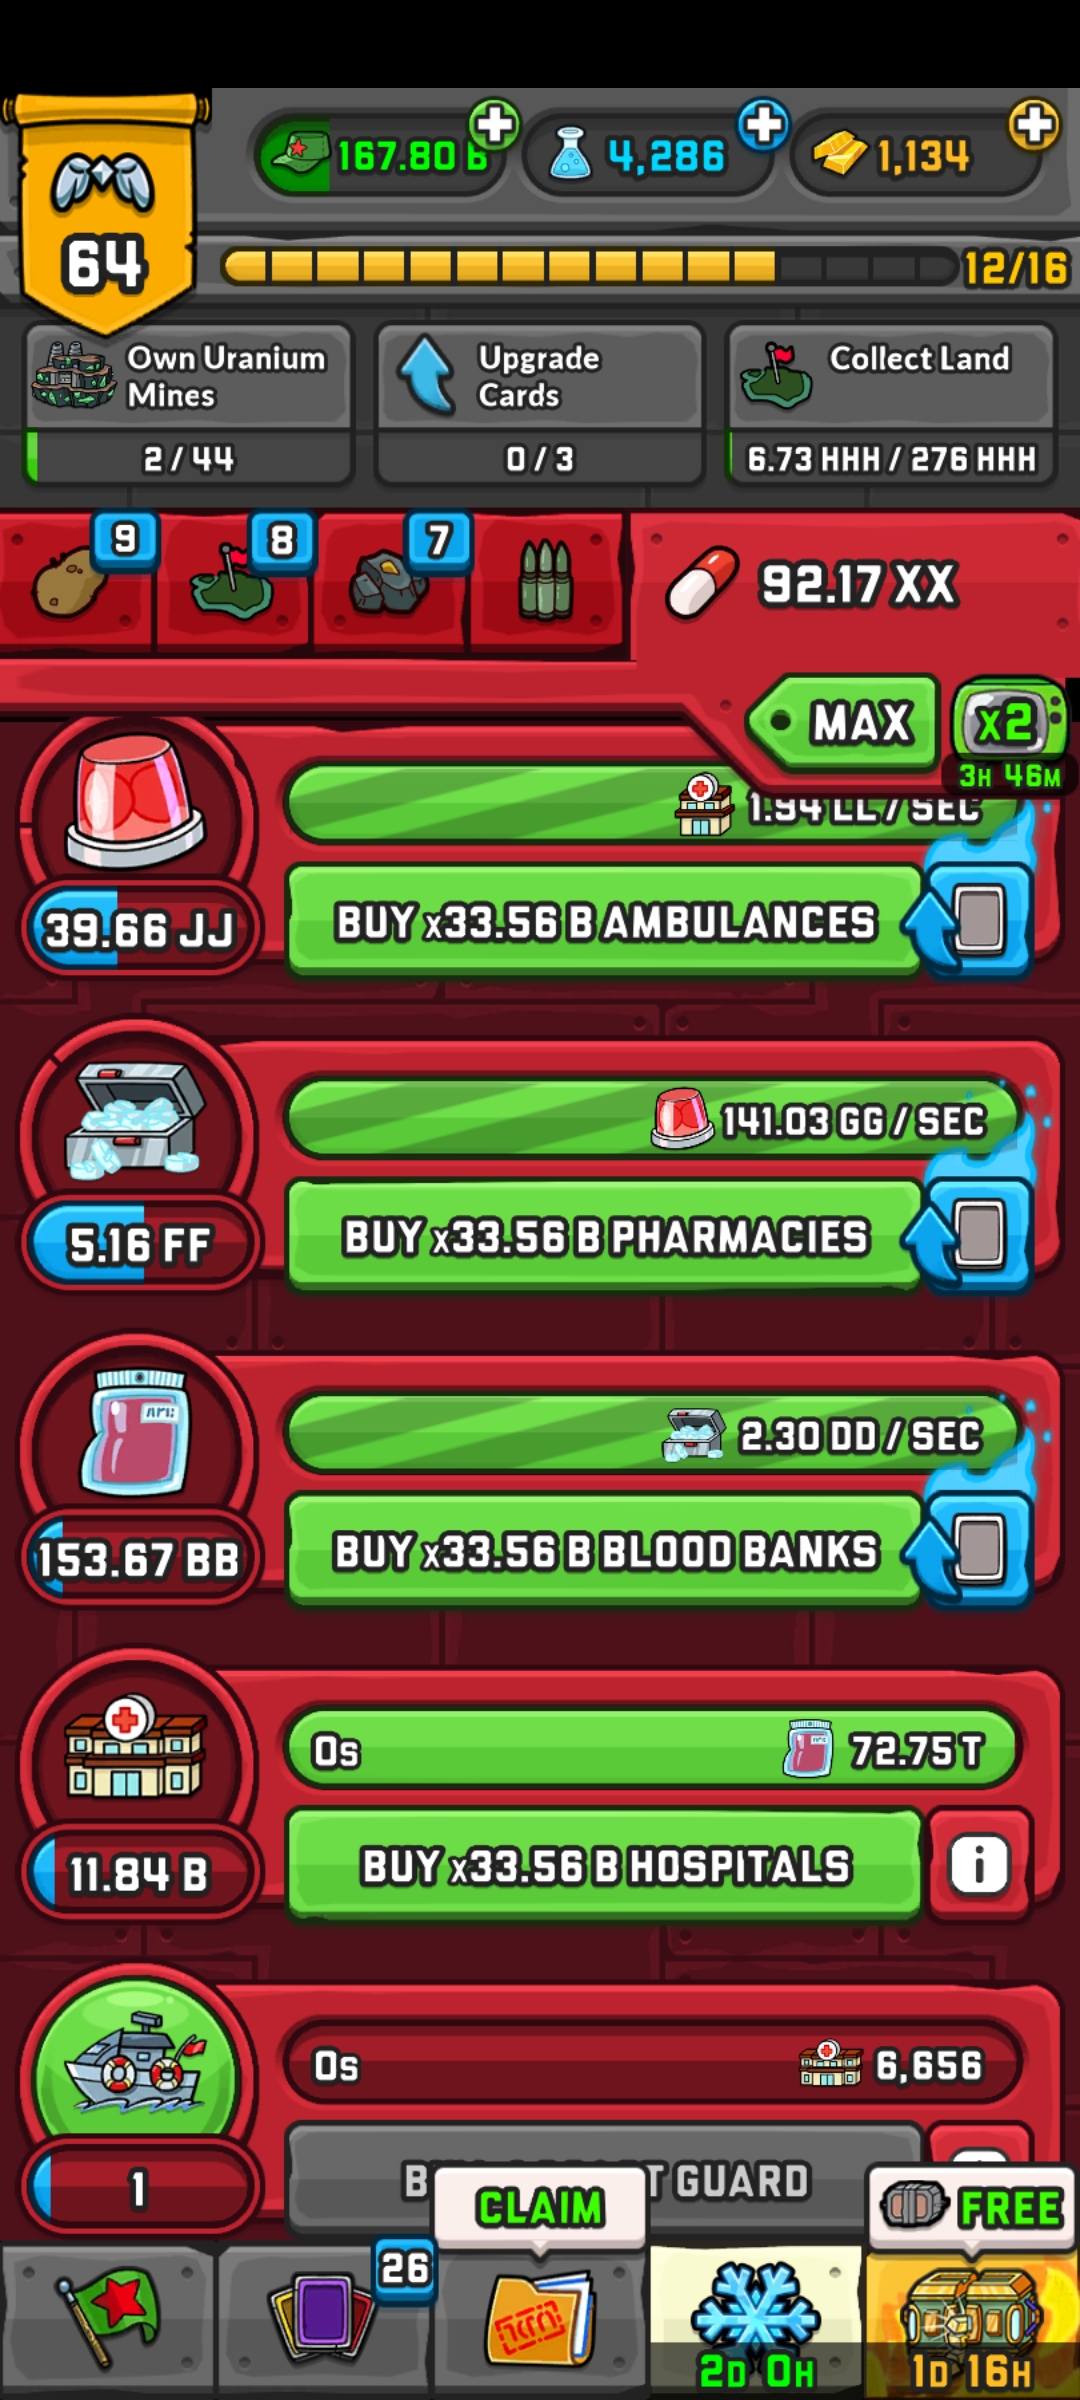 64
167.80 B
4,286
1,134
12/16
Own Uranium
Mines
2 / 44
Upgrade
Cards
0 / 3
Collect Land
6.73 HHH / 276 HHH
9
8
7
92.17 XX
MAX
x2
3H 46M
1.94 LL / SEC
39.66 JJ
BUY x33.56 B AMBULANCES
141.03 GG / SEC
5.16 FF
BUY x33.56 B PHARMACIES
2.30 DD / SEC
153.67 BB
BUY x33.56 B BLOOD BANKS
0s
72.75 T
11.84 B
BUY x33.56 B HOSPITALS
i
0s
6,656
1
GUARD
CLAIM
FREE
26
2D 0H
1D 16H